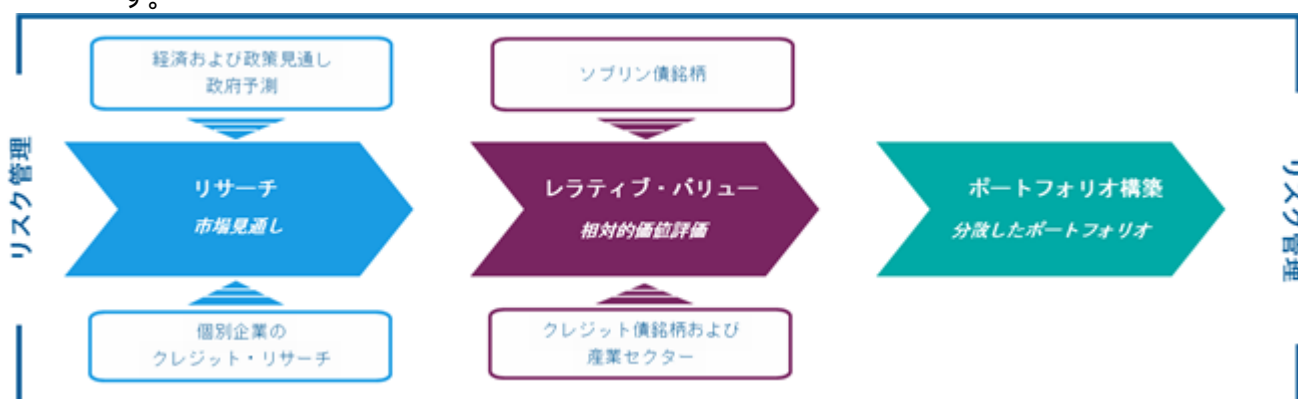 す。
経済および政策見通し
政府予測
ソブリン債銘柄
リスク管理
リサーチ
市場見通し
レラティブ・バリュー
相対的価値評価
ポートフォリオ構築
分散したポートフォリオ
リスク管理
個別企業の
クレジット・リサーチ
クレジット債銘柄および
産業セクター